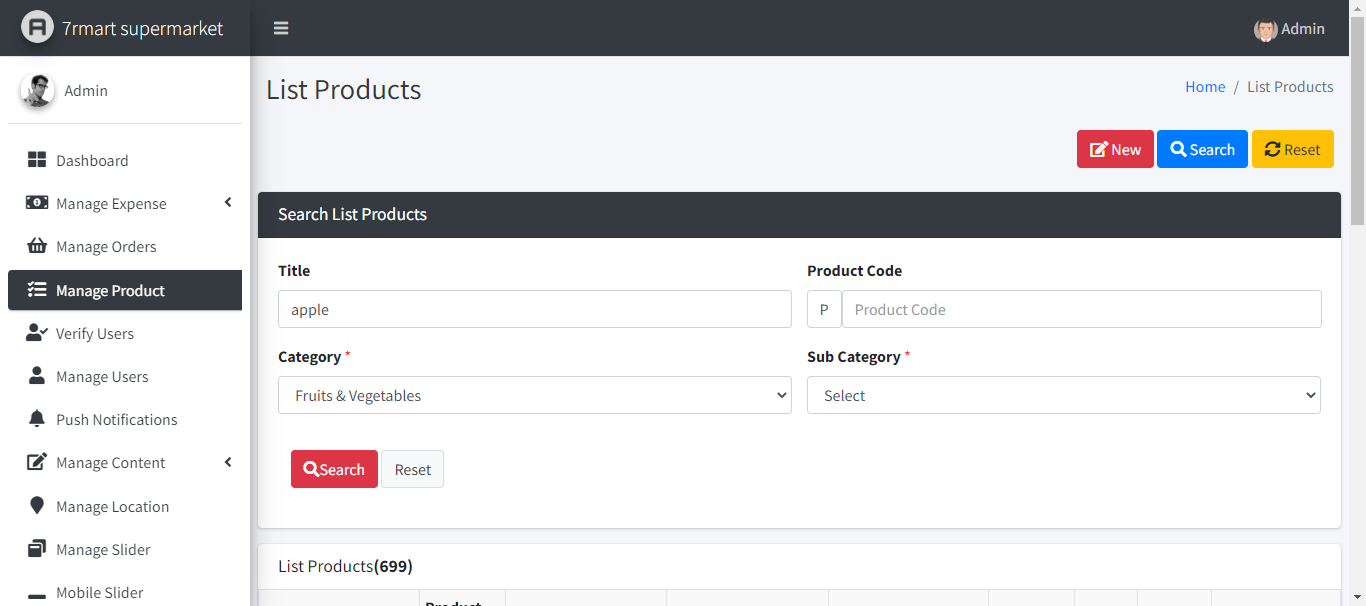 7rmart supermarket
Admin
Admin
List Products
Home / List Products
New Search Reset
Dashboard
Manage Expense
Manage Orders
Manage Product
Verify Users
Manage Users
Push Notifications
Manage Content
Manage Location
Manage Slider
Mobile Slider
Search List Products
Title
apple
Product Code
P Product Code
Category *
Fruits & Vegetables
Sub Category *
Select
Search Reset
List Products(699)
Product